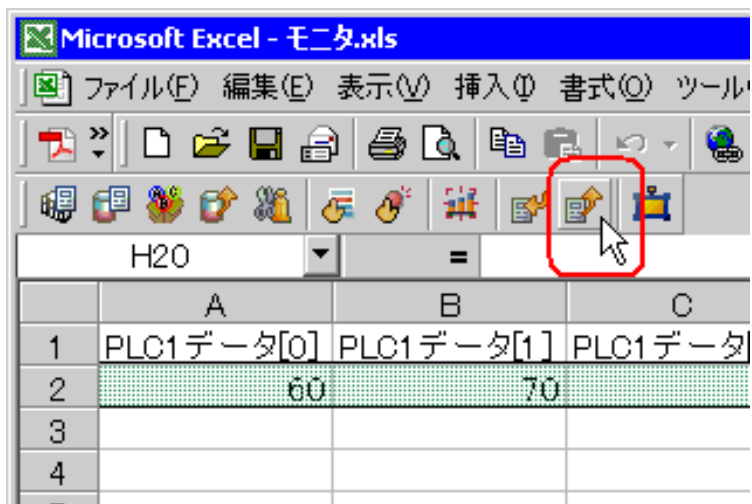 Microsoft Excel - モニタ.xls
ファイル(F) 編集(E) 表示(V) 挿入(I) 書式(O) ツール
H20 =
A B C
1 PLC1データ[0] PLC1データ[1] PLC1データ[
2 60 70
3
4